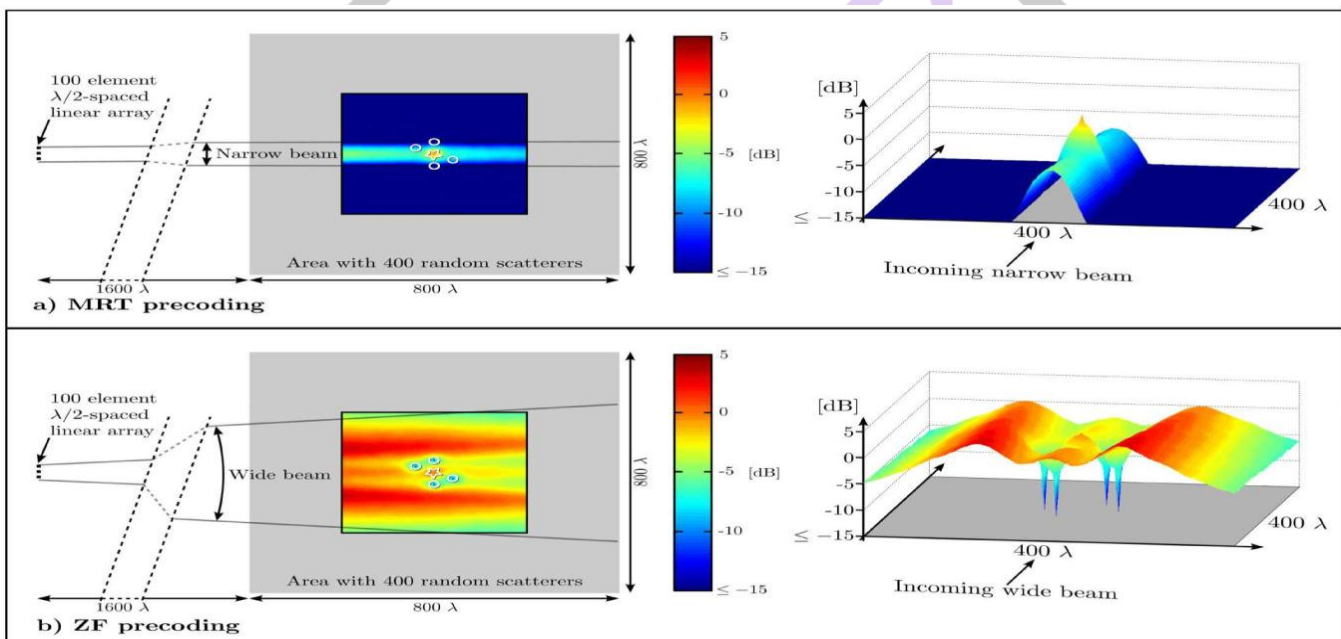 100 element
λ/2-spaced
linear array
Narrow beam
Area with 400 random scatterers
1600 λ
800 λ
800 λ
5
0
-5
-10
≤ −15
[dB]
[dB]
5
0
-5
-10
≤ −15
400 λ
400 λ
Incoming narrow beam
a) MRT precoding
100 element
λ/2-spaced
linear array
Wide beam
Area with 400 random scatterers
1600 λ
800 λ
800 λ
5
0
-5
-10
≤ −15
[dB]
[dB]
5
0
-5
-10
≤ −15
400 λ
400 λ
Incoming wide beam
b) ZF precoding